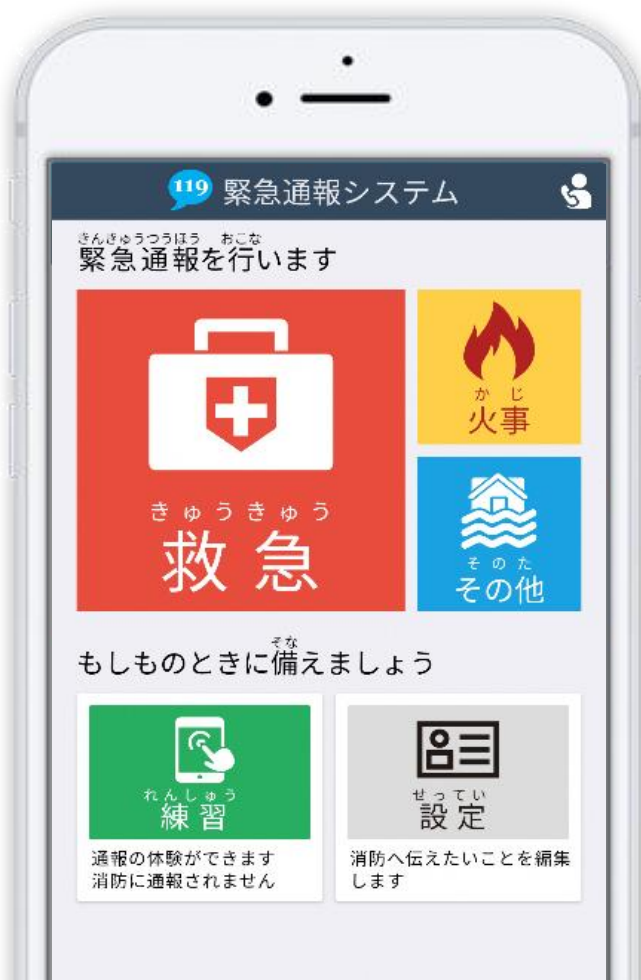 119 緊急通報システム
きんきゅうつうほう おこな
緊急通報を行います
きゅうきゅう
救急
かじ
火事
そのた
その他
そな
もしものときに備えましょう
れんしゅう
練習
通報の体験ができます
消防に通報されません
せってい
設定
消防へ伝えたいことを編集
します